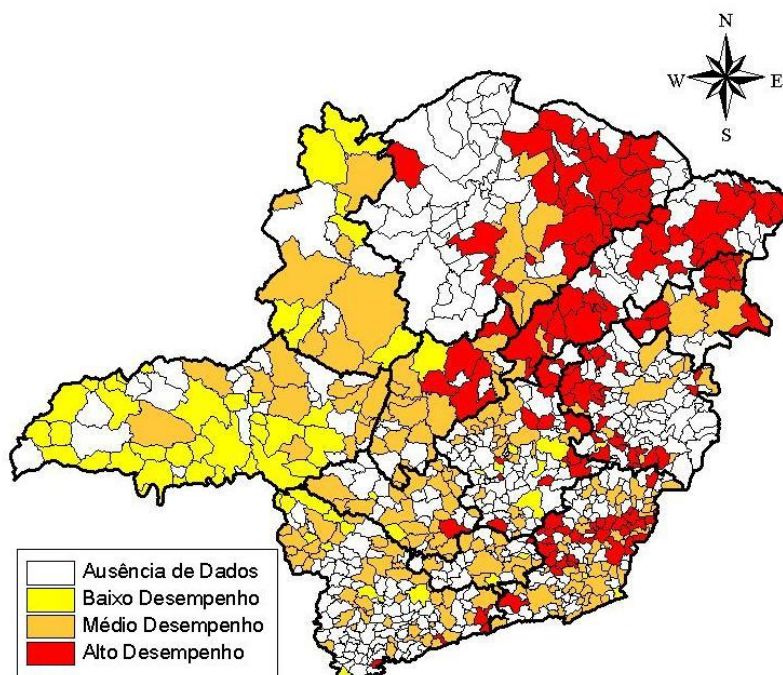 N
W E
S
Ausência de Dados
Baixo Desempenho
Médio Desempenho
Alto Desempenho